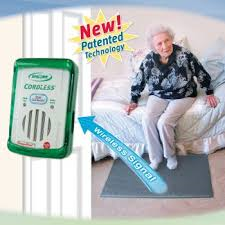 New!
Patented
Technology
CORDLESS
Wireless Signal